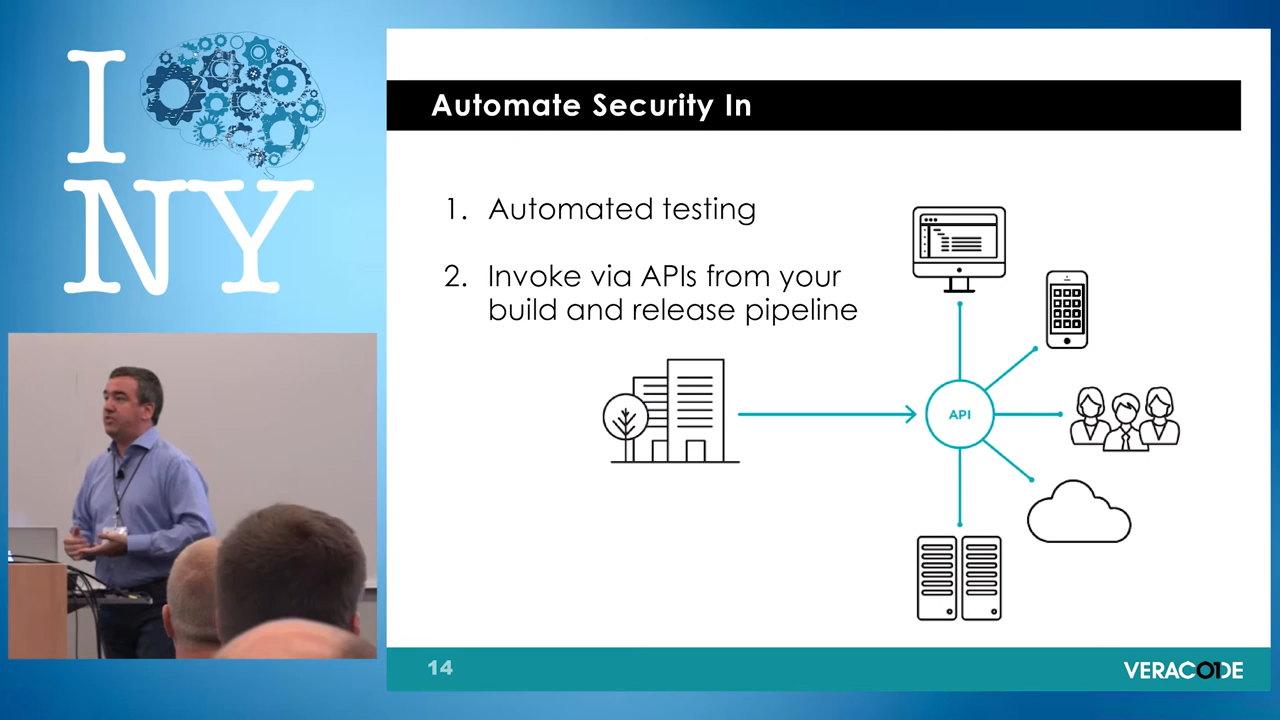 I
NY
Automate Security In
1. Automated testing
2. Invoke via APIs from your
build and release pipeline
API
14
VERACODE